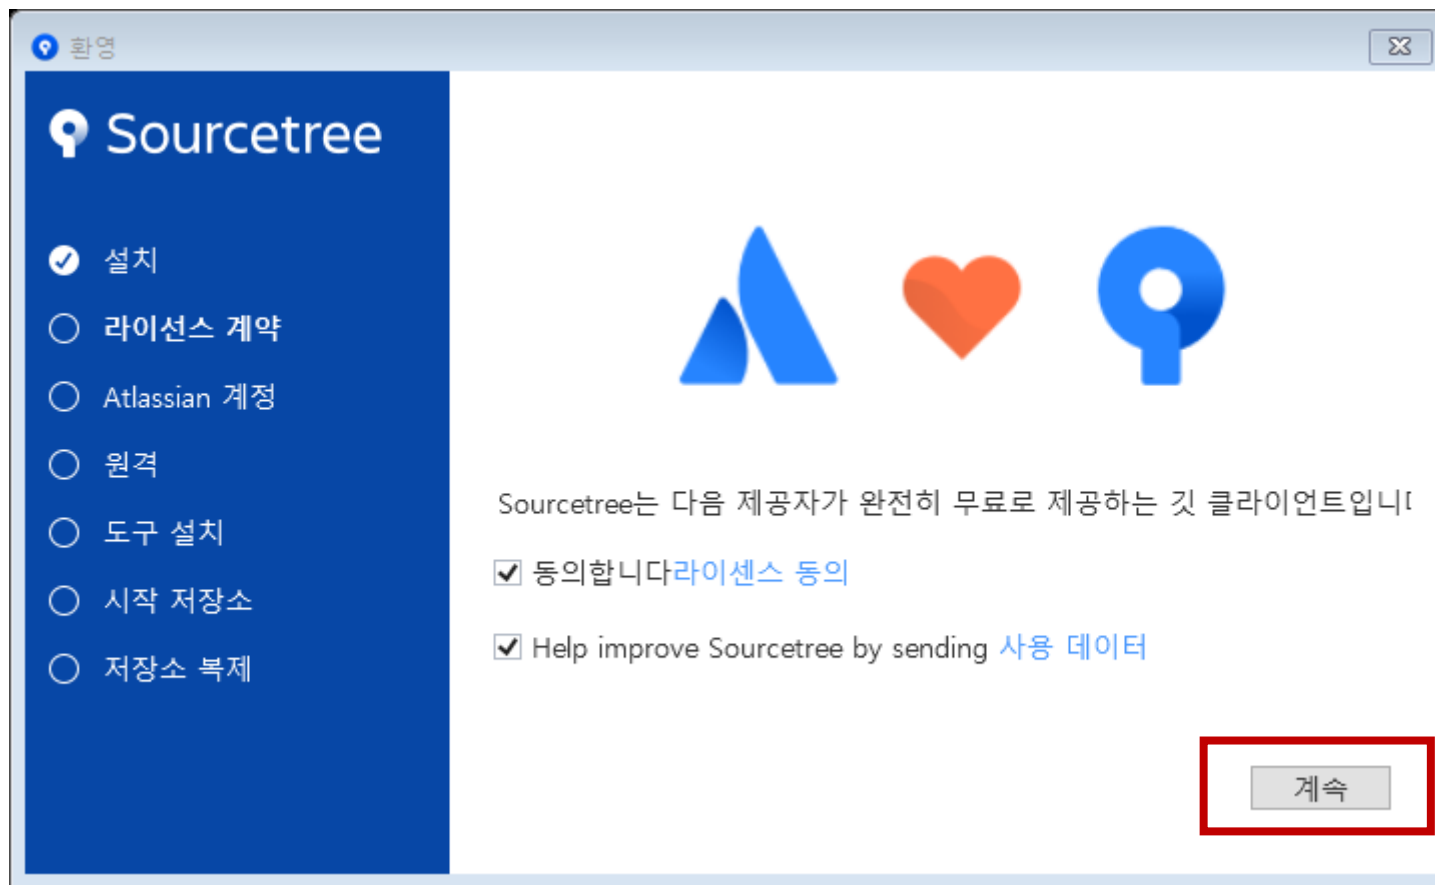 환영
Sourcetree
설치
라이선스 계약
Atlassian 계정
원격
도구 설치
시작 저장소
저장소 복제
Sourcetree는 다음 제공자가 완전히 무료로 제공하는 깃 클라이언트입니
동의합니다라이센스 동의
Help improve Sourcetree by sending 사용 데이터
계속